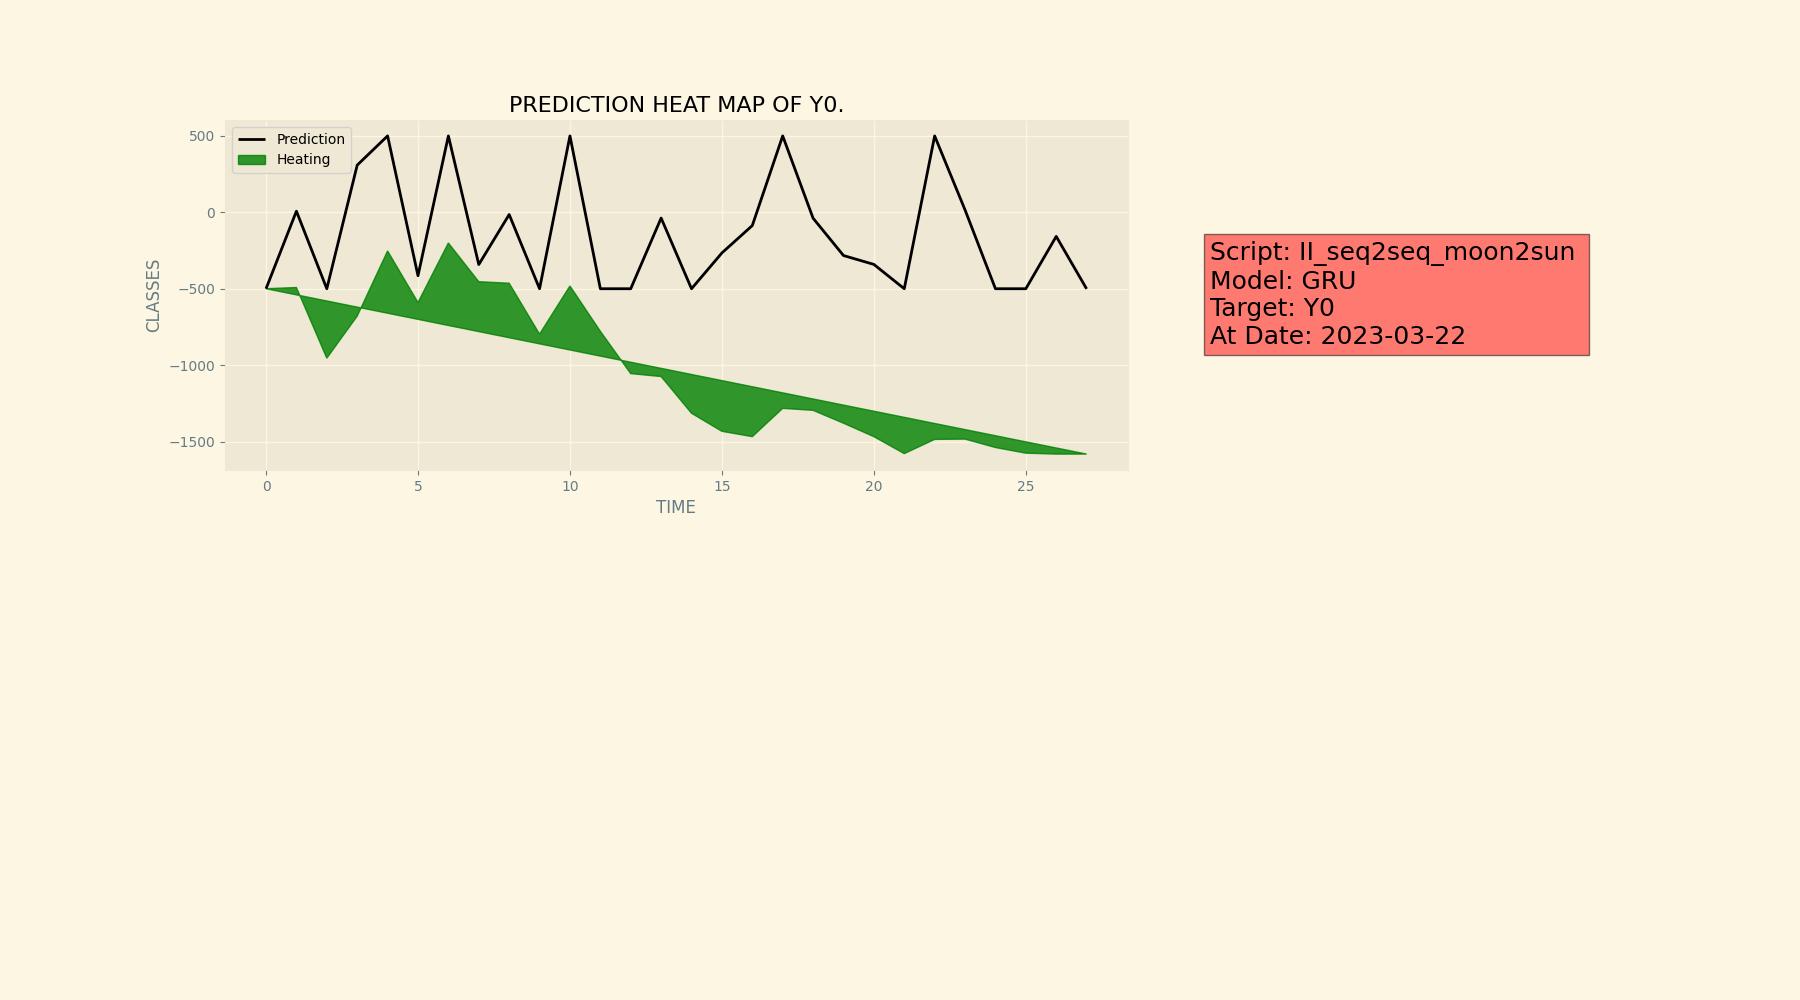 PREDICTION HEAT MAP OF Y0.
Prediction
Heating
500
0
−500
−1000
−1500
CLASSES
0 5 10 15 20 25
TIME
Script: II_seq2seq_moon2sun
Model: GRU
Target: Y0
At Date: 2023-03-22